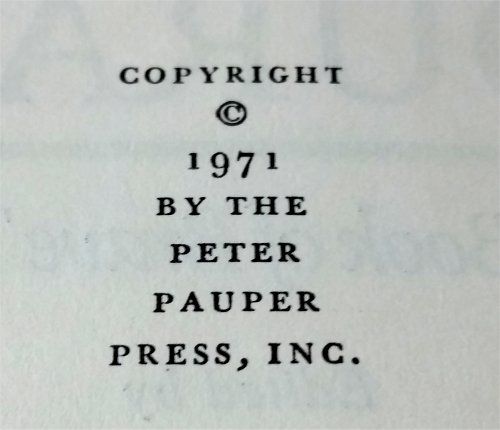 COPYRIGHT
©
1971
BY THE
PETER
PAUPER
PRESS, INC.